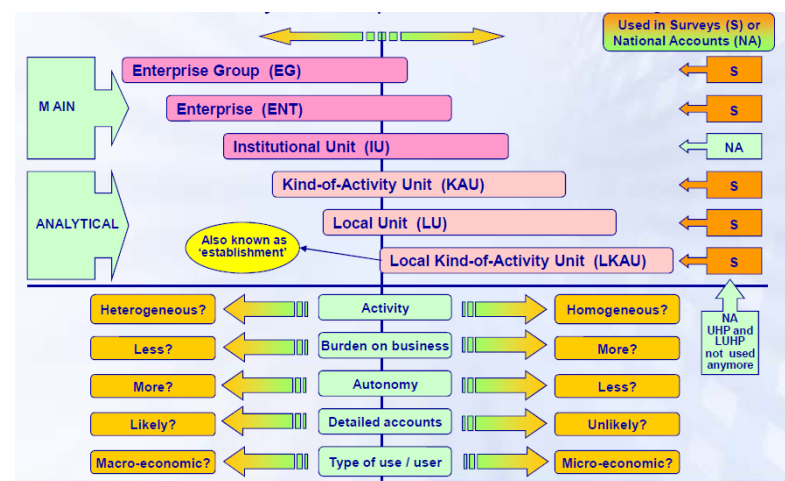 Used in Surveys (S) or
National Accounts (NA)
Enterprise Group (EG)
S
MAIN
Enterprise (ENT)
S
Institutional Unit (IU)
NA
Kind-of-Activity Unit (KAU)
S
ANALYTICAL
Local Unit (LU)
S
Also known as
'establishment'
Local Kind-of-Activity Unit (LKAU)
S
Heterogeneous?
Activity
Homogeneous?
NA
UHP and
LUHP
not used
anymore
Less?
Burden on business
More?
More?
Autonomy
Less?
Likely?
Detailed accounts
Unlikely?
Macro-economic?
Type of use / user
Micro-economic?